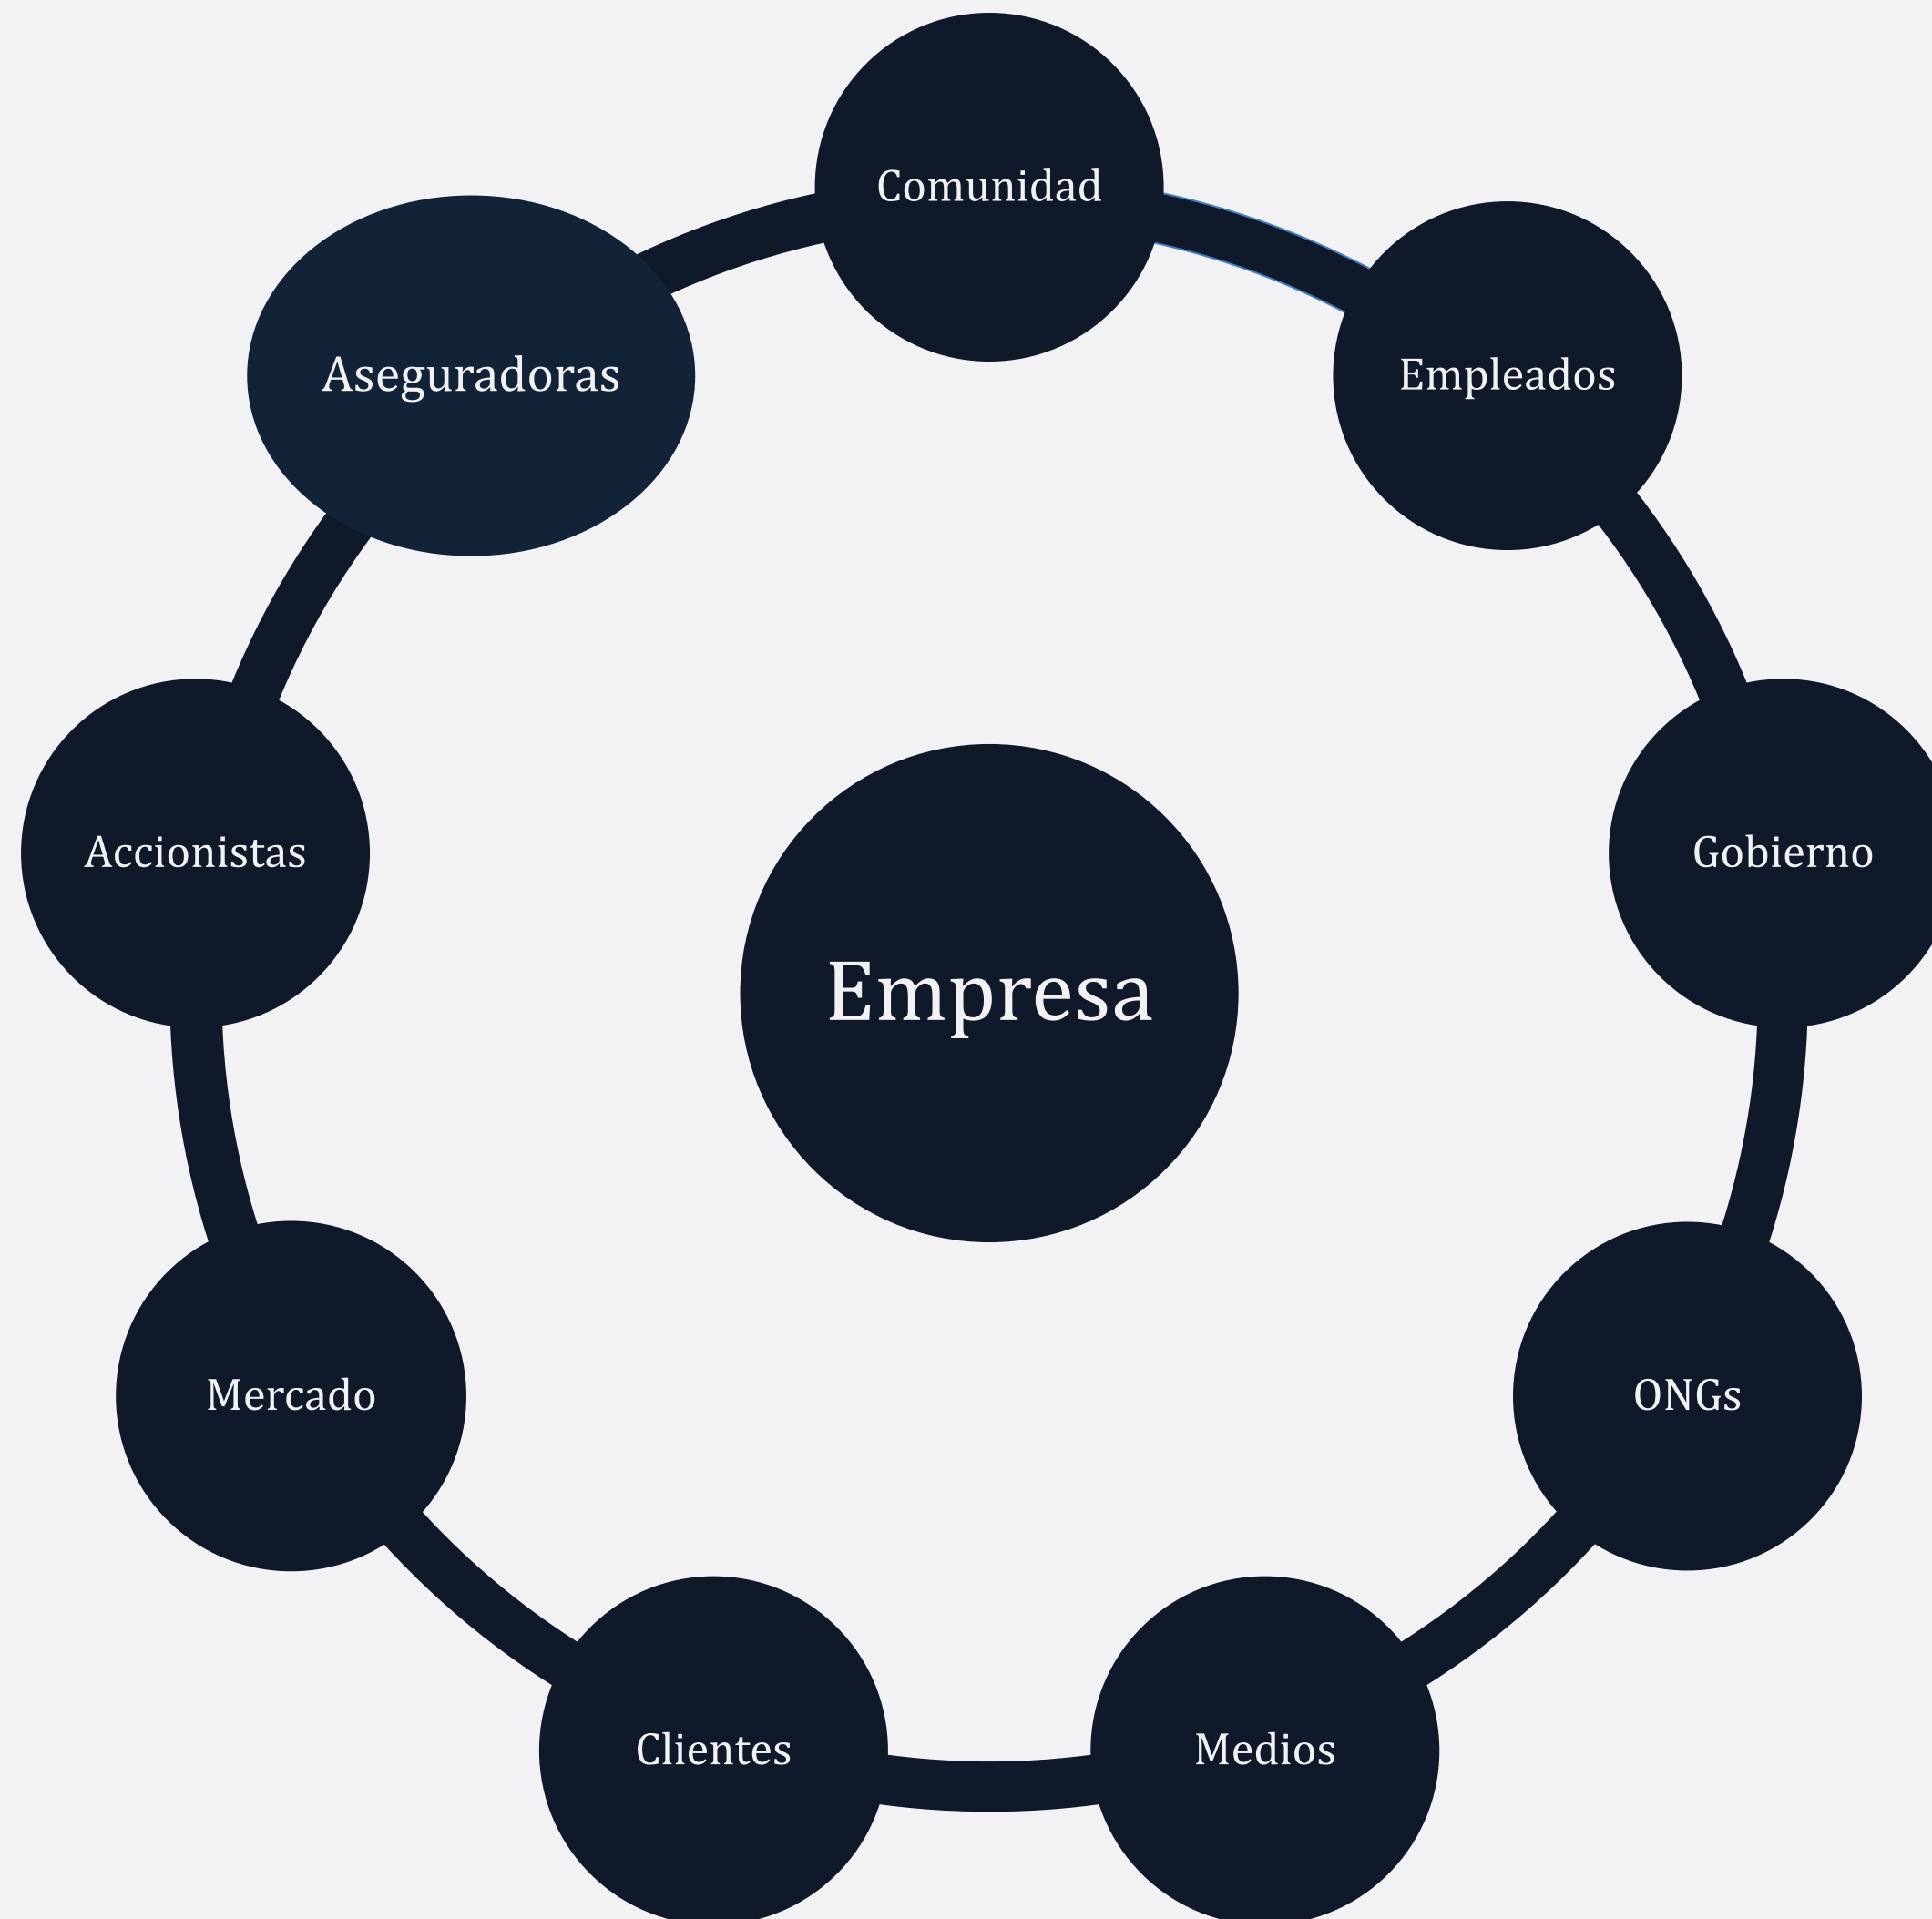 Comunidad
Aseguradoras
Empleados
Accionistas
Gobierno
Empresa
Mercado
ONGs
Clientes
Medios